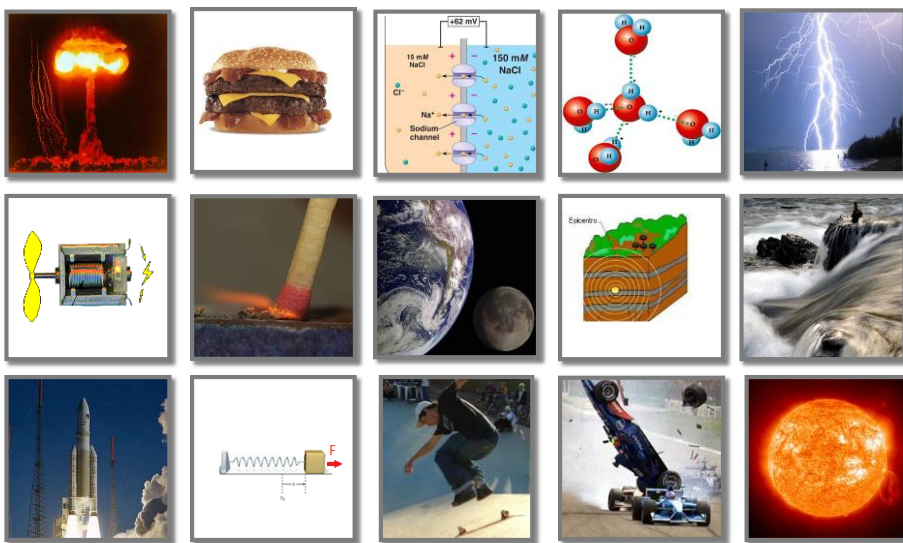 +62 mV
15 mM
NaCl
150 mM
NaCl
Cl⁻
Na⁺
Sodium
channel
+
−
+
−
+
−
H
H
O
H
H
O
H
H
O
H
H
O
H
H
O
Epicentro
F